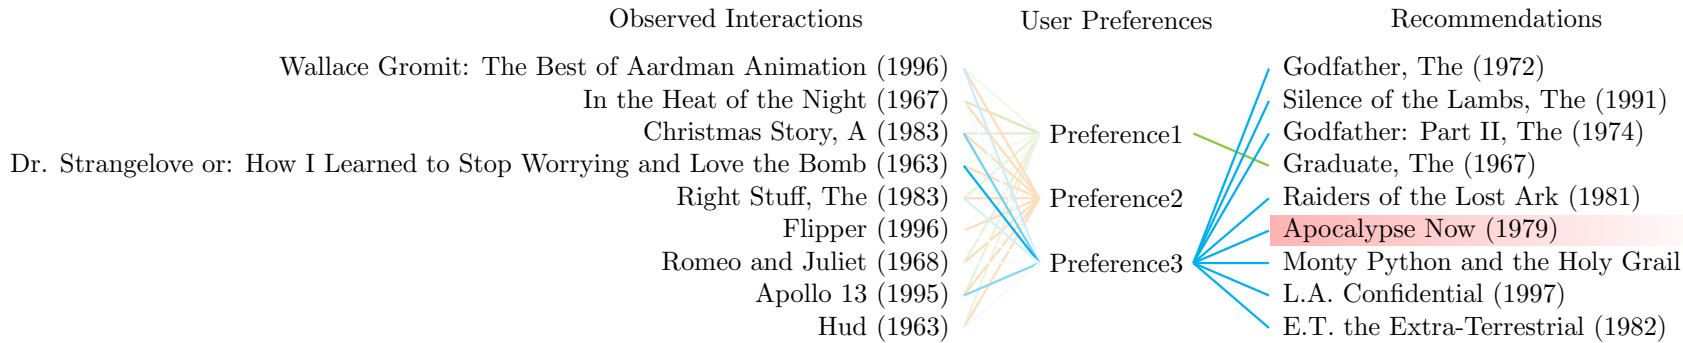 Observed Interactions
User Preferences
Recommendations
Wallace Gromit: The Best of Aardman Animation (1996)
In the Heat of the Night (1967)
Christmas Story, A (1983)
Dr. Strangelove or: How I Learned to Stop Worrying and Love the Bomb (1963)
Right Stuff, The (1983)
Flipper (1996)
Romeo and Juliet (1968)
Apollo 13 (1995)
Hud (1963)
Preference1
Preference2
Preference3
Godfather, The (1972)
Silence of the Lambs, The (1991)
Godfather: Part II, The (1974)
Graduate, The (1967)
Raiders of the Lost Ark (1981)
Apocalypse Now (1979)
Monty Python and the Holy Grail
L.A. Confidential (1997)
E.T. the Extra-Terrestrial (1982)